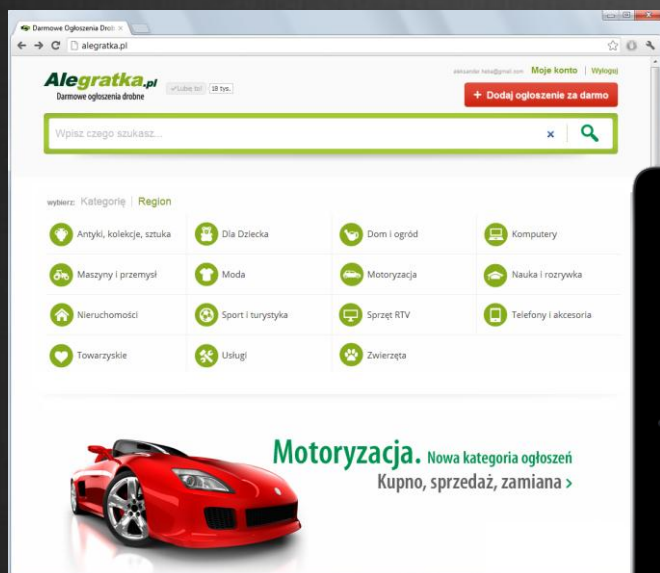 Darmowe Ogłoszenia Drob
alegratka.pl
Alegratka.pl
Darmowe ogłoszenia drobne
Lubię to! 18 tys.
Moje konto | Wyloguj
+ Dodaj ogłoszenie za darmo
Wpisz czego szukasz...
wybierz: Kategorię | Region
Antyki, kolekcje, sztuka
Dla Dziecka
Dom i ogród
Komputery
Maszyny i przemysł
Moda
Motoryzacja
Nauka i rozrywka
Nieruchomości
Sport i turystyka
Sprzęt RTV
Telefony i akcesoria
Towarzyskie
Usługi
Zwierzęta
Motoryzacja. Nowa kategoria ogłoszeń
Kupno, sprzedaż, zamiana >